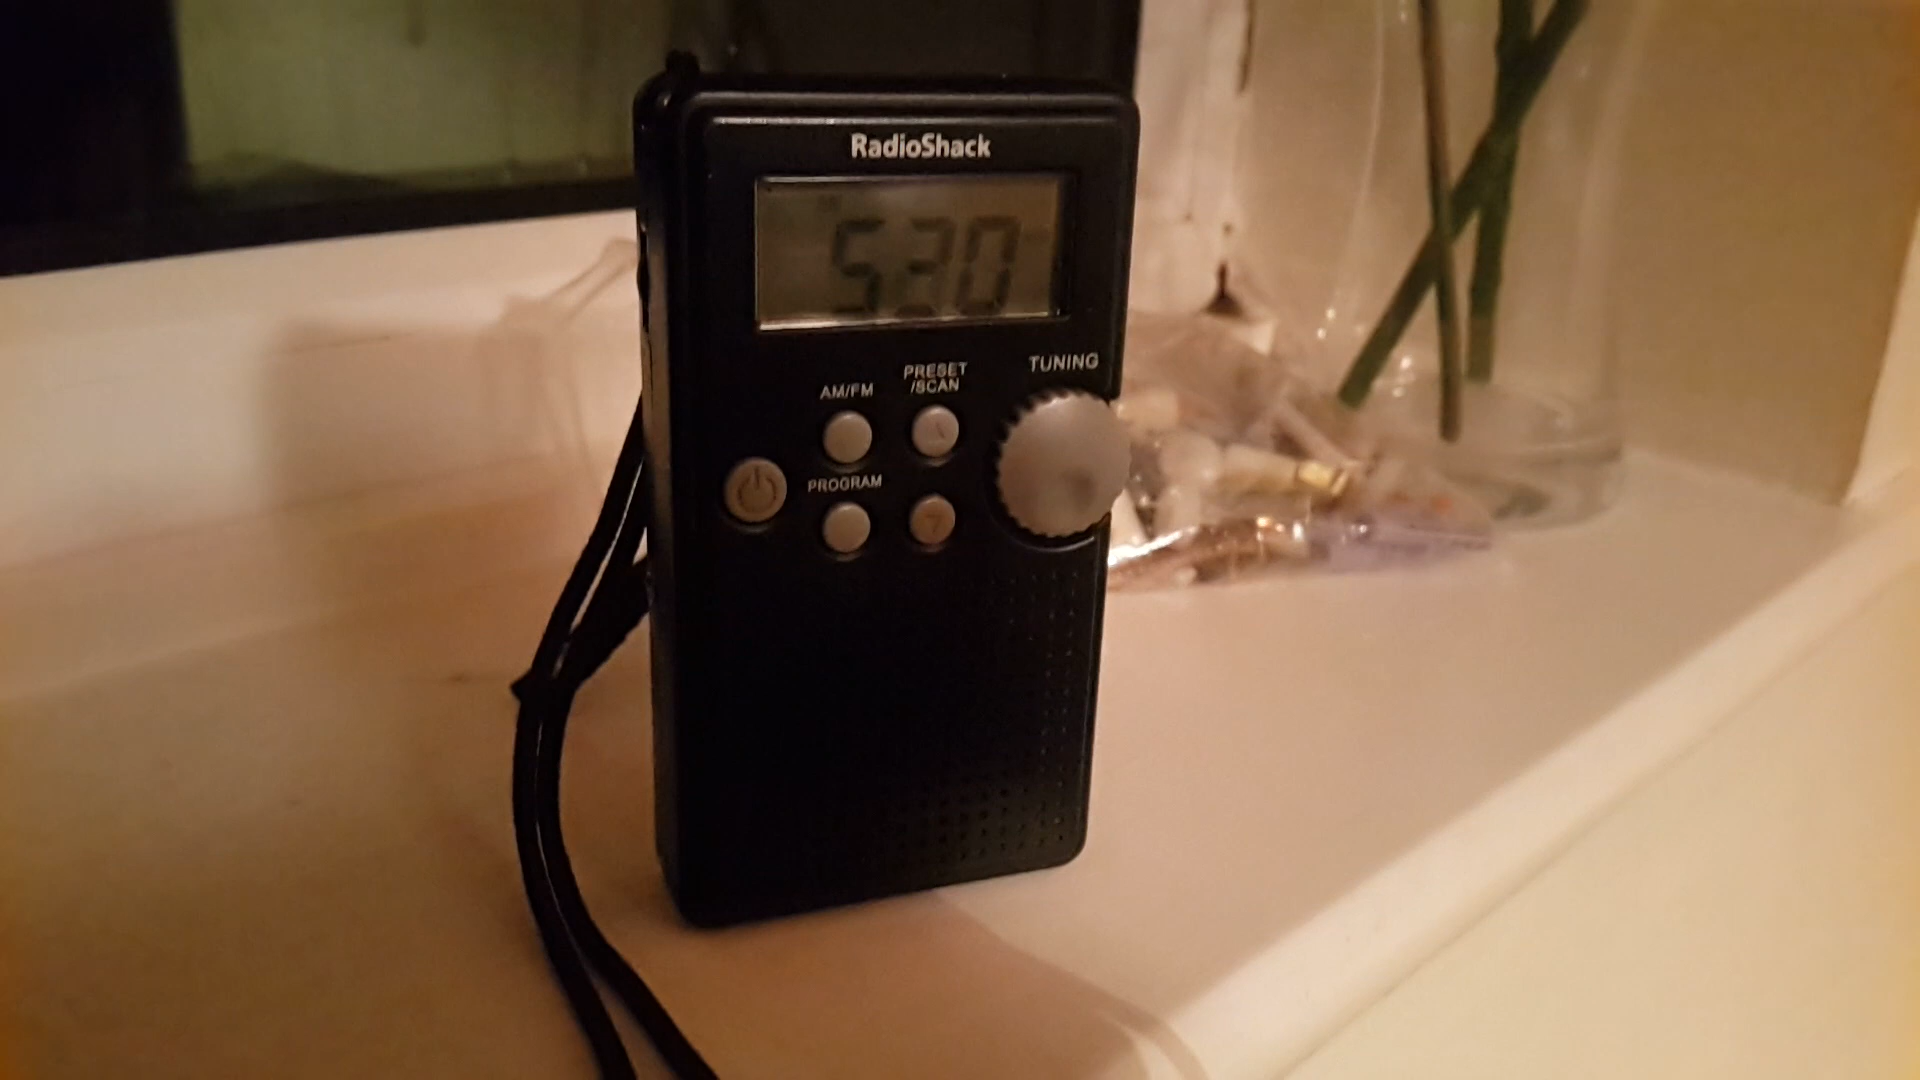 RadioShack
530
TUNING
PRESET
/SCAN
AM/FM
PROGRAM